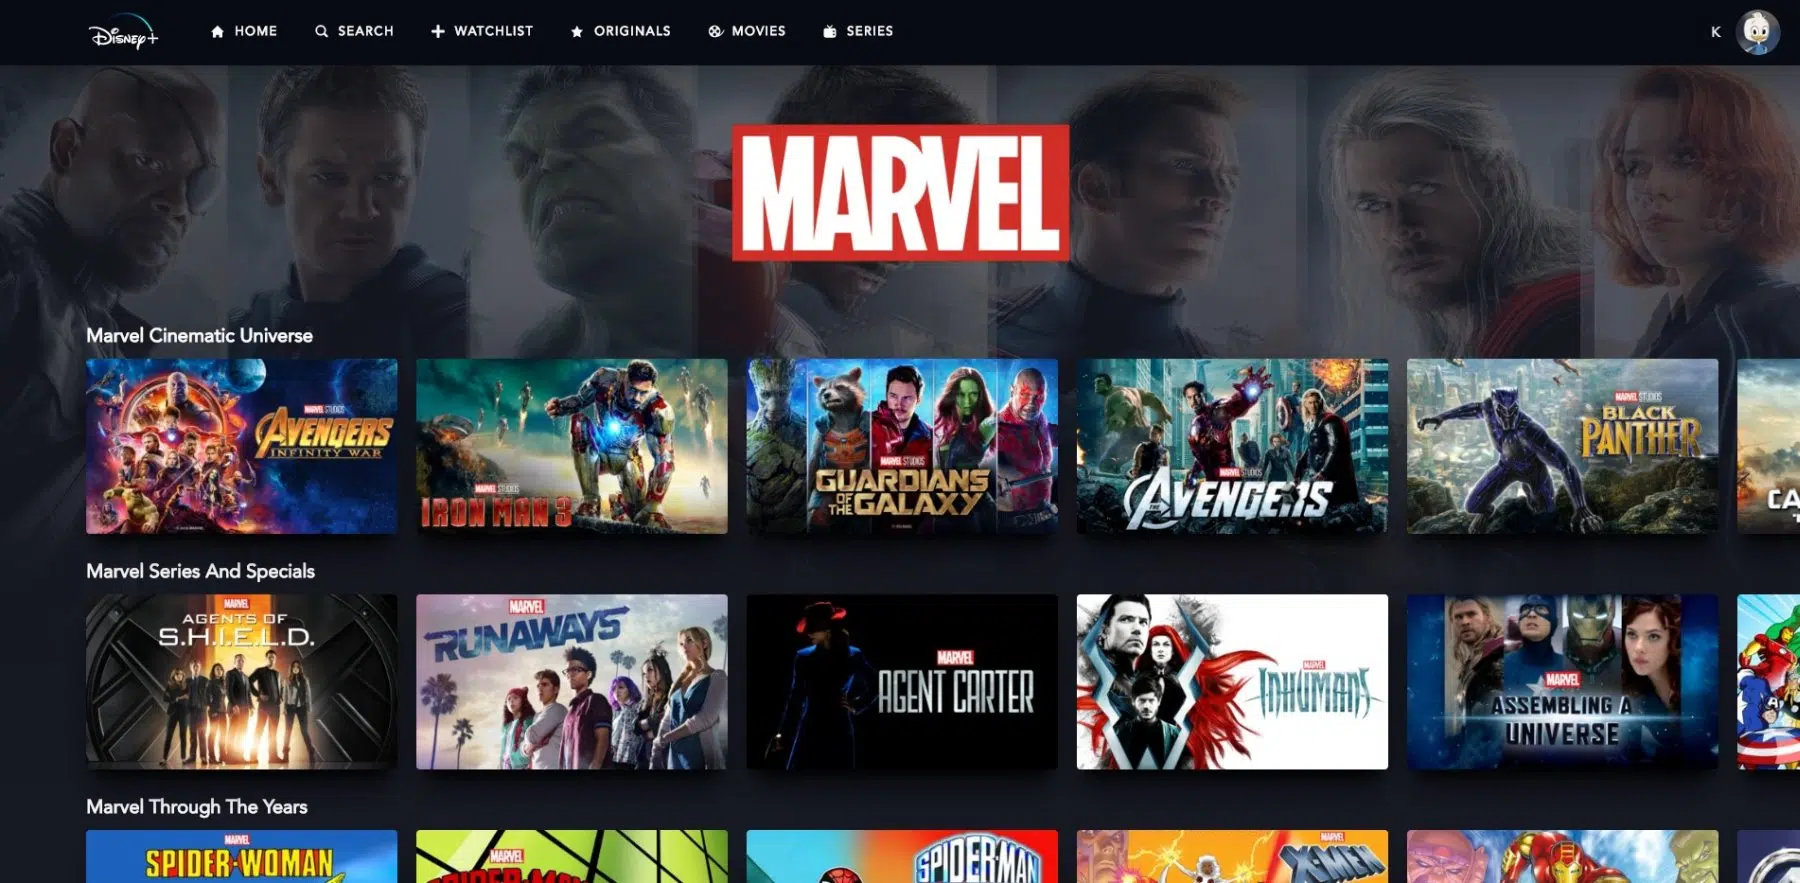 Disney+
HOME
SEARCH
WATCHLIST
ORIGINALS
MOVIES
SERIES
K
MARVEL
Marvel Cinematic Universe
MARVEL STUDIOS
AVENGERS
INFINITY WAR
MARVEL STUDIOS
IRON MAN 3
MARVEL STUDIOS
GUARDIANS
OF THE GALAXY
MARVEL STUDIOS
THE AVENGERS
MARVEL STUDIOS
BLACK
PANTHER
CA
Marvel Series And Specials
MARVEL
AGENTS OF
S.H.I.E.L.D.
MARVEL
RUNAWAYS
MARVEL
AGENT CARTER
MARVEL
INHUMANS
MARVEL
ASSEMBLING A
UNIVERSE
Marvel Through The Years
MARVEL
SPIDER-WOMAN
MARVEL
SPIDER-MAN
SPIDER-MAN
MARVEL
X-MEN